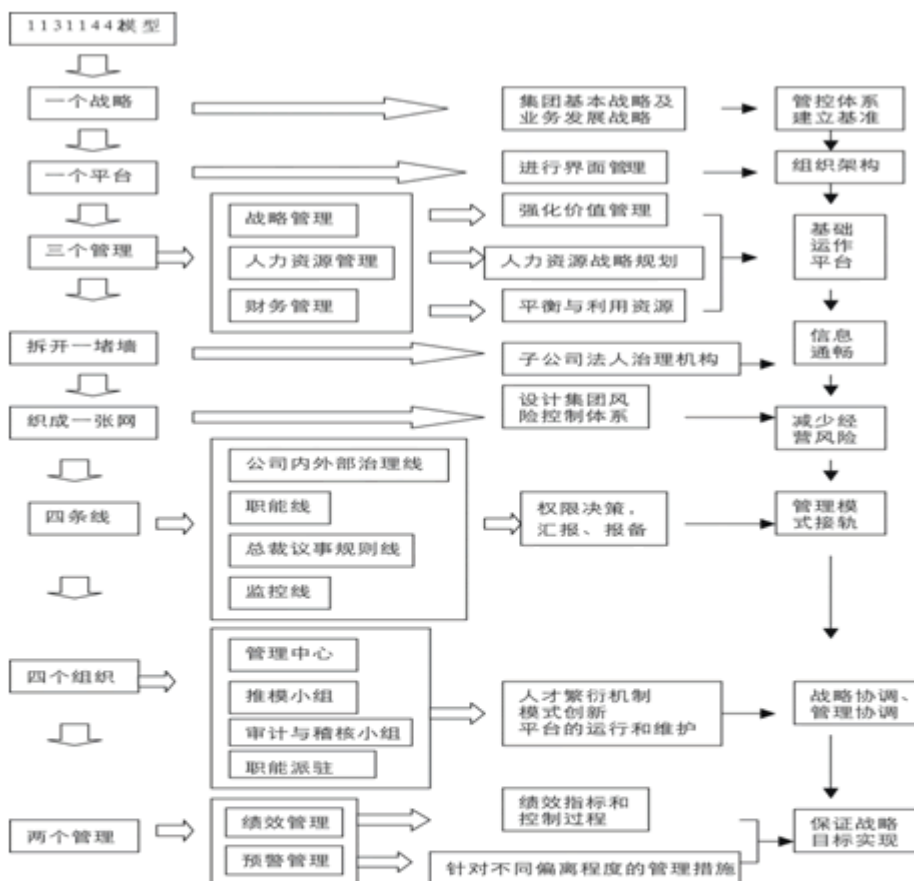 11311442模型
一个战略
集团基本战略及
业务发展战略
管控体系
建立基准
一个平台
进行界面管理
组织架构
三个管理
战略管理
人力资源管理
财务管理
强化价值管理
人力资源战略规划
平衡与利用资源
基础
运作
平台
拆开一堵墙
子公司法人治理机构
信息
通畅
织成一张网
设计集团风
险控制体系
减少经
营风险
四条线
公司内外部治理线
职能线
总裁议事规则线
监控线
权限决策，
汇报、报备
管理模
式接轨
四个组织
管理中心
推模小组
审计与稽核小组
职能派驻
人才繁衍机制
模式创新
平台的运行和维护
战略协调、
管理协调
两个管理
绩效管理
预警管理
绩效指标和
控制过程
针对不同偏离程度的管理措施
保证战略
目标实现